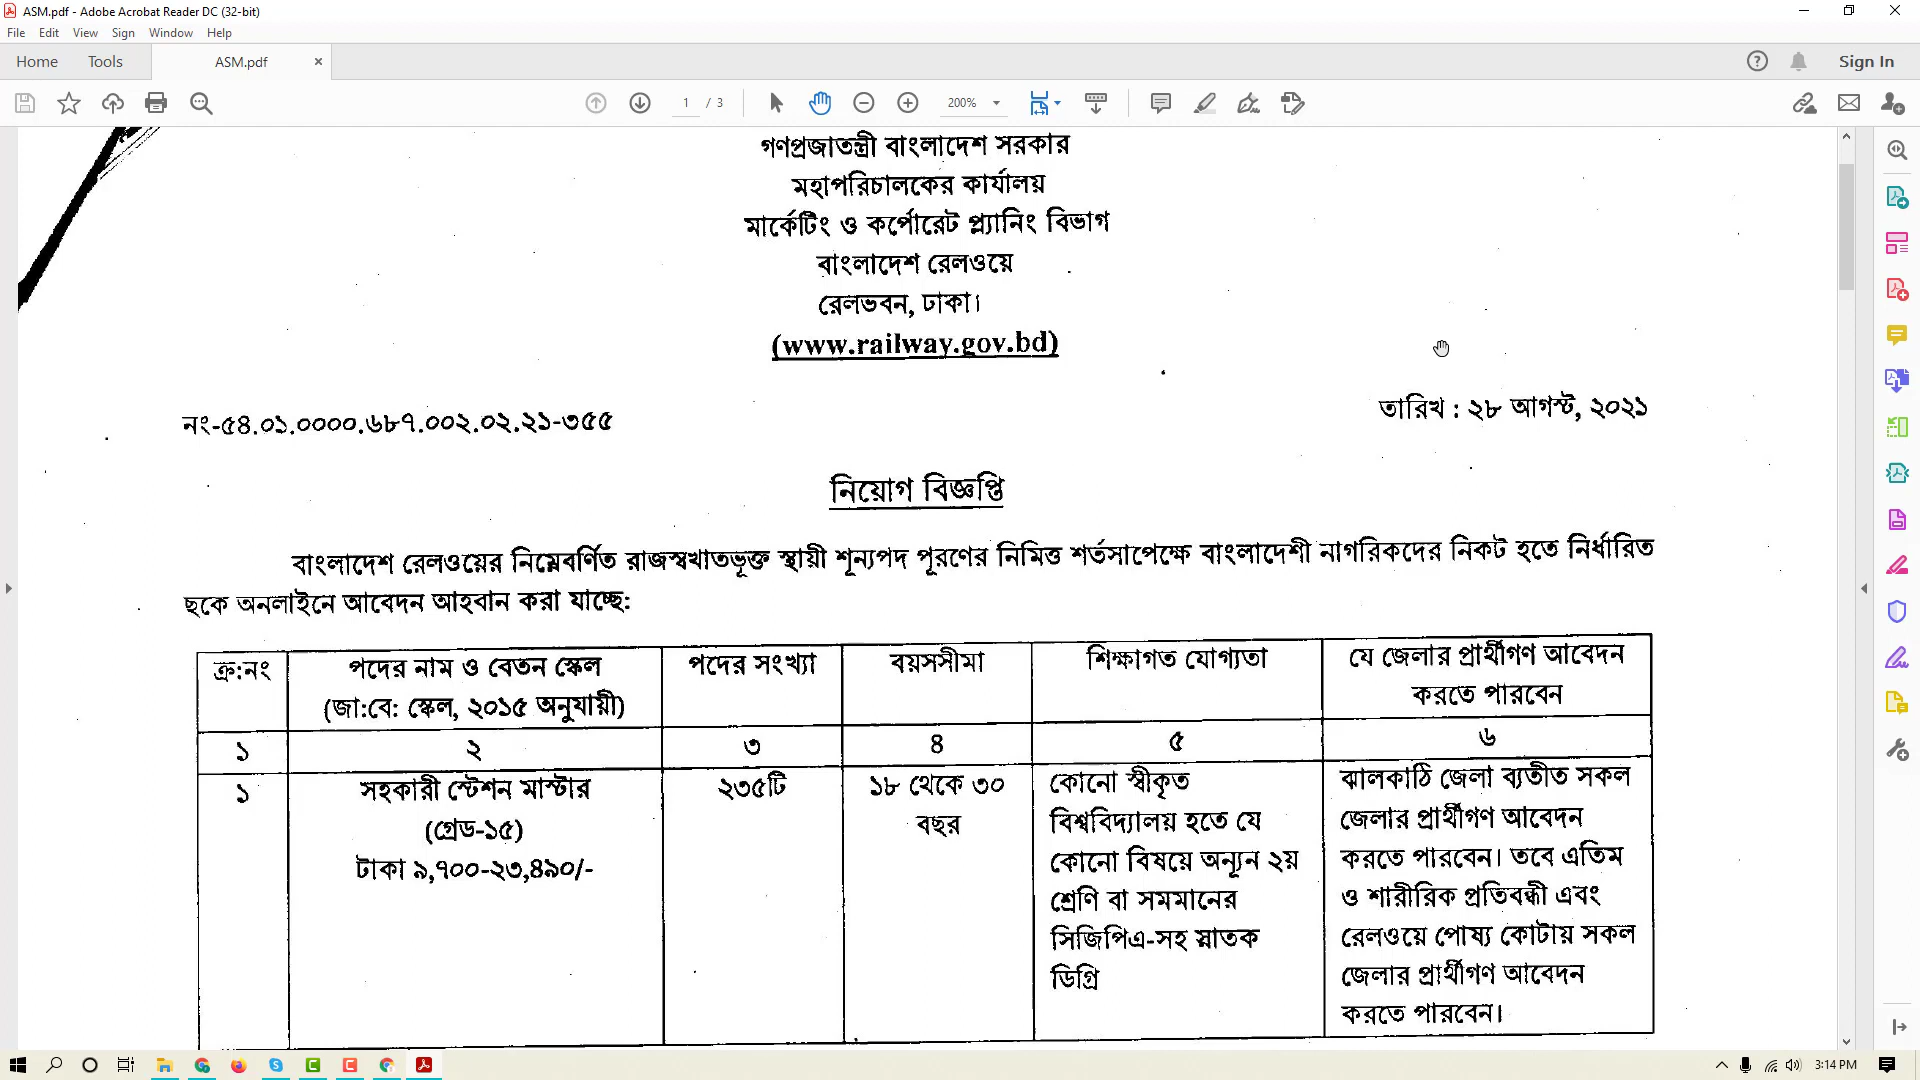 ASM.pdf - Adobe Acrobat Reader DC (32-bit)
File Edit View Sign Window Help
Home Tools ASM.pdf Sign In
1 / 3 200%
গণপ্রজাতন্ত্রী বাংলাদেশ সরকার
মহাপরিচালকের কার্যালয়
মার্কেটিং ও কর্পোরেট প্ল্যানিং বিভাগ
বাংলাদেশ রেলওয়ে
রেলভবন, ঢাকা।
(www.railway.gov.bd)
নং-৫৪.০১.০০০০.৬৮৭.০০২.০২.২১-৩৫৫
তারিখ : ২৮ আগস্ট, ২০২১
নিয়োগ বিজ্ঞপ্তি
বাংলাদেশ রেলওয়ের নিম্নেবর্ণিত রাজস্বখাতভূক্ত স্থায়ী শূন্যপদ পূরণের নিমিত্ত শর্তসাপেক্ষে বাংলাদেশী নাগরিকদের নিকট হতে নির্ধারিত
ছকে অনলাইনে আবেদন আহবান করা যাচ্ছে:
ক্র:নং
পদের নাম ও বেতন স্কেল
(জা:বে: স্কেল, ২০১৫ অনুযায়ী)
পদের সংখ্যা
বয়সসীমা
শিক্ষাগত যোগ্যতা
যে জেলার প্রার্থীগণ আবেদন
করতে পারবেন
১ ২ ৩ ৪ ৫ ৬
১
সহকারী স্টেশন মাস্টার
(গ্রেড-১৫)
টাকা ৯,৭০০-২৩,৪৯০/-
২৩৫টি
১৮ থেকে ৩০
বছর
কোনো স্বীকৃত
বিশ্ববিদ্যালয় হতে যে
কোনো বিষয়ে অন্যূন ২য়
শ্রেণি বা সমমানের
সিজিপিএ-সহ স্নাতক
ডিগ্রি
ঝালকাঠি জেলা ব্যতীত সকল
জেলার প্রার্থীগণ আবেদন
করতে পারবেন। তবে এতিম
ও শারীরিক প্রতিবন্ধী এবং
রেলওয়ে পোষ্য কোটায় সকল
জেলার প্রার্থীগণ আবেদন
করতে পারবেন।
3:14 PM